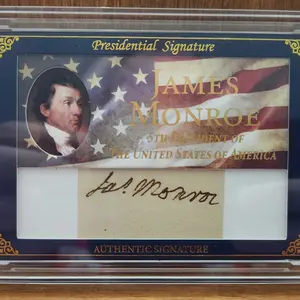 Presidential Signature
JAMES
MONROE
5TH PRESIDENT OF
THE UNITED STATES OF AMERICA
Jas. Monroe
AUTHENTIC SIGNATURE